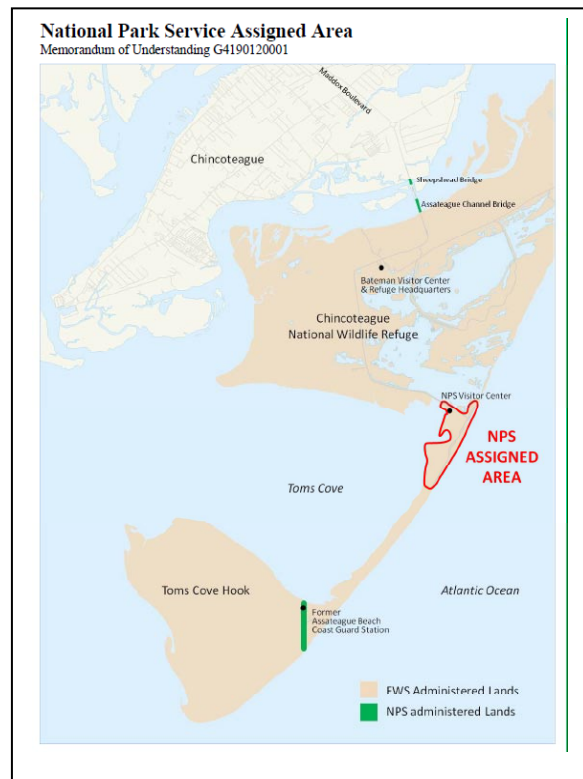 National Park Service Assigned Area
Memorandum of Understanding G4190120001
Maddox Boulevard
Chincoteague
Sheepshead Bridge
Assateague Channel Bridge
Bateman Visitor Center
& Refuge Headquarters
Chincoteague
National Wildlife Refuge
NPS Visitor Center
NPS
ASSIGNED
AREA
Toms Cove
Toms Cove Hook
Atlantic Ocean
Former
Assateague Beach
Coast Guard Station
FWS Administered Lands
NPS administered Lands